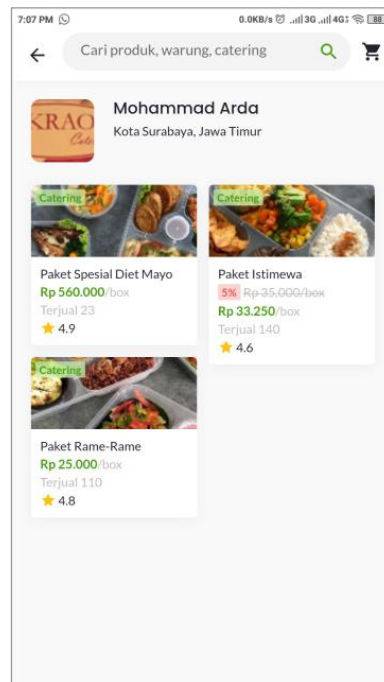 7:07 PM
0.0KB/s 3G 4G 88
Cari produk, warung, catering
KRAO
Cate
Mohammad Arda
Kota Surabaya, Jawa Timur
Catering
Catering
Paket Spesial Diet Mayo
Rp 560.000/box
Terjual 23
4.9
Paket Istimewa
5% Rp 35.000/box
Rp 33.250/box
Terjual 140
4.6
Catering
Paket Rame-Rame
Rp 25.000/box
Terjual 110
4.8